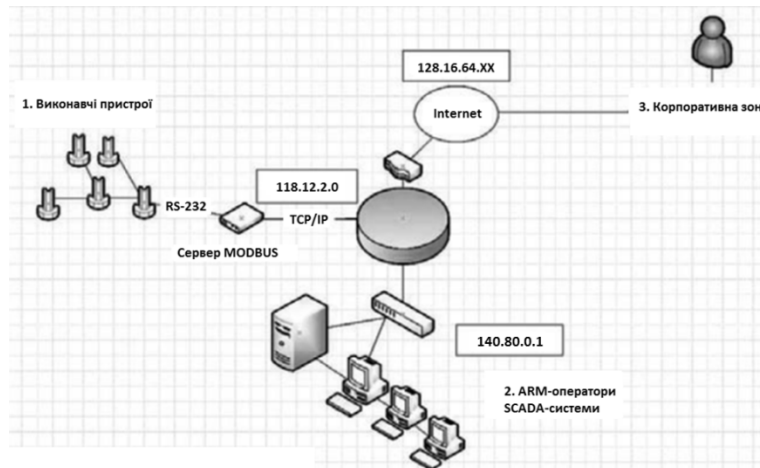 128.16.64.XX
1. Виконавчі пристрої
Internet
3. Корпоративна зон
118.12.2.0
RS-232
TCP/IP
Сервер MODBUS
140.80.0.1
2. ARM-оператори
SCADA-системи